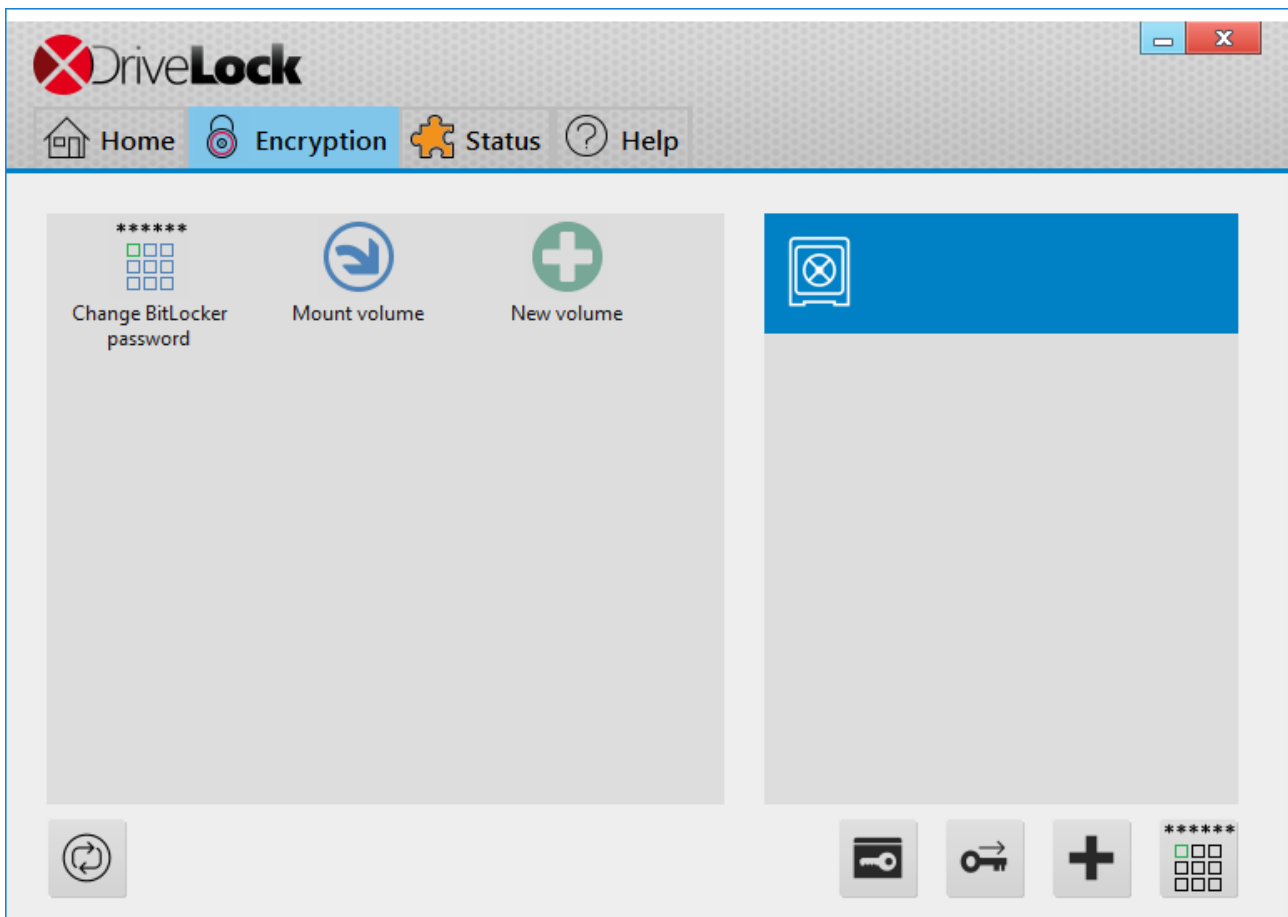 DriveLock
Home Encryption Status ? Help
x
******
Change BitLocker
password
Mount volume
New volume
******